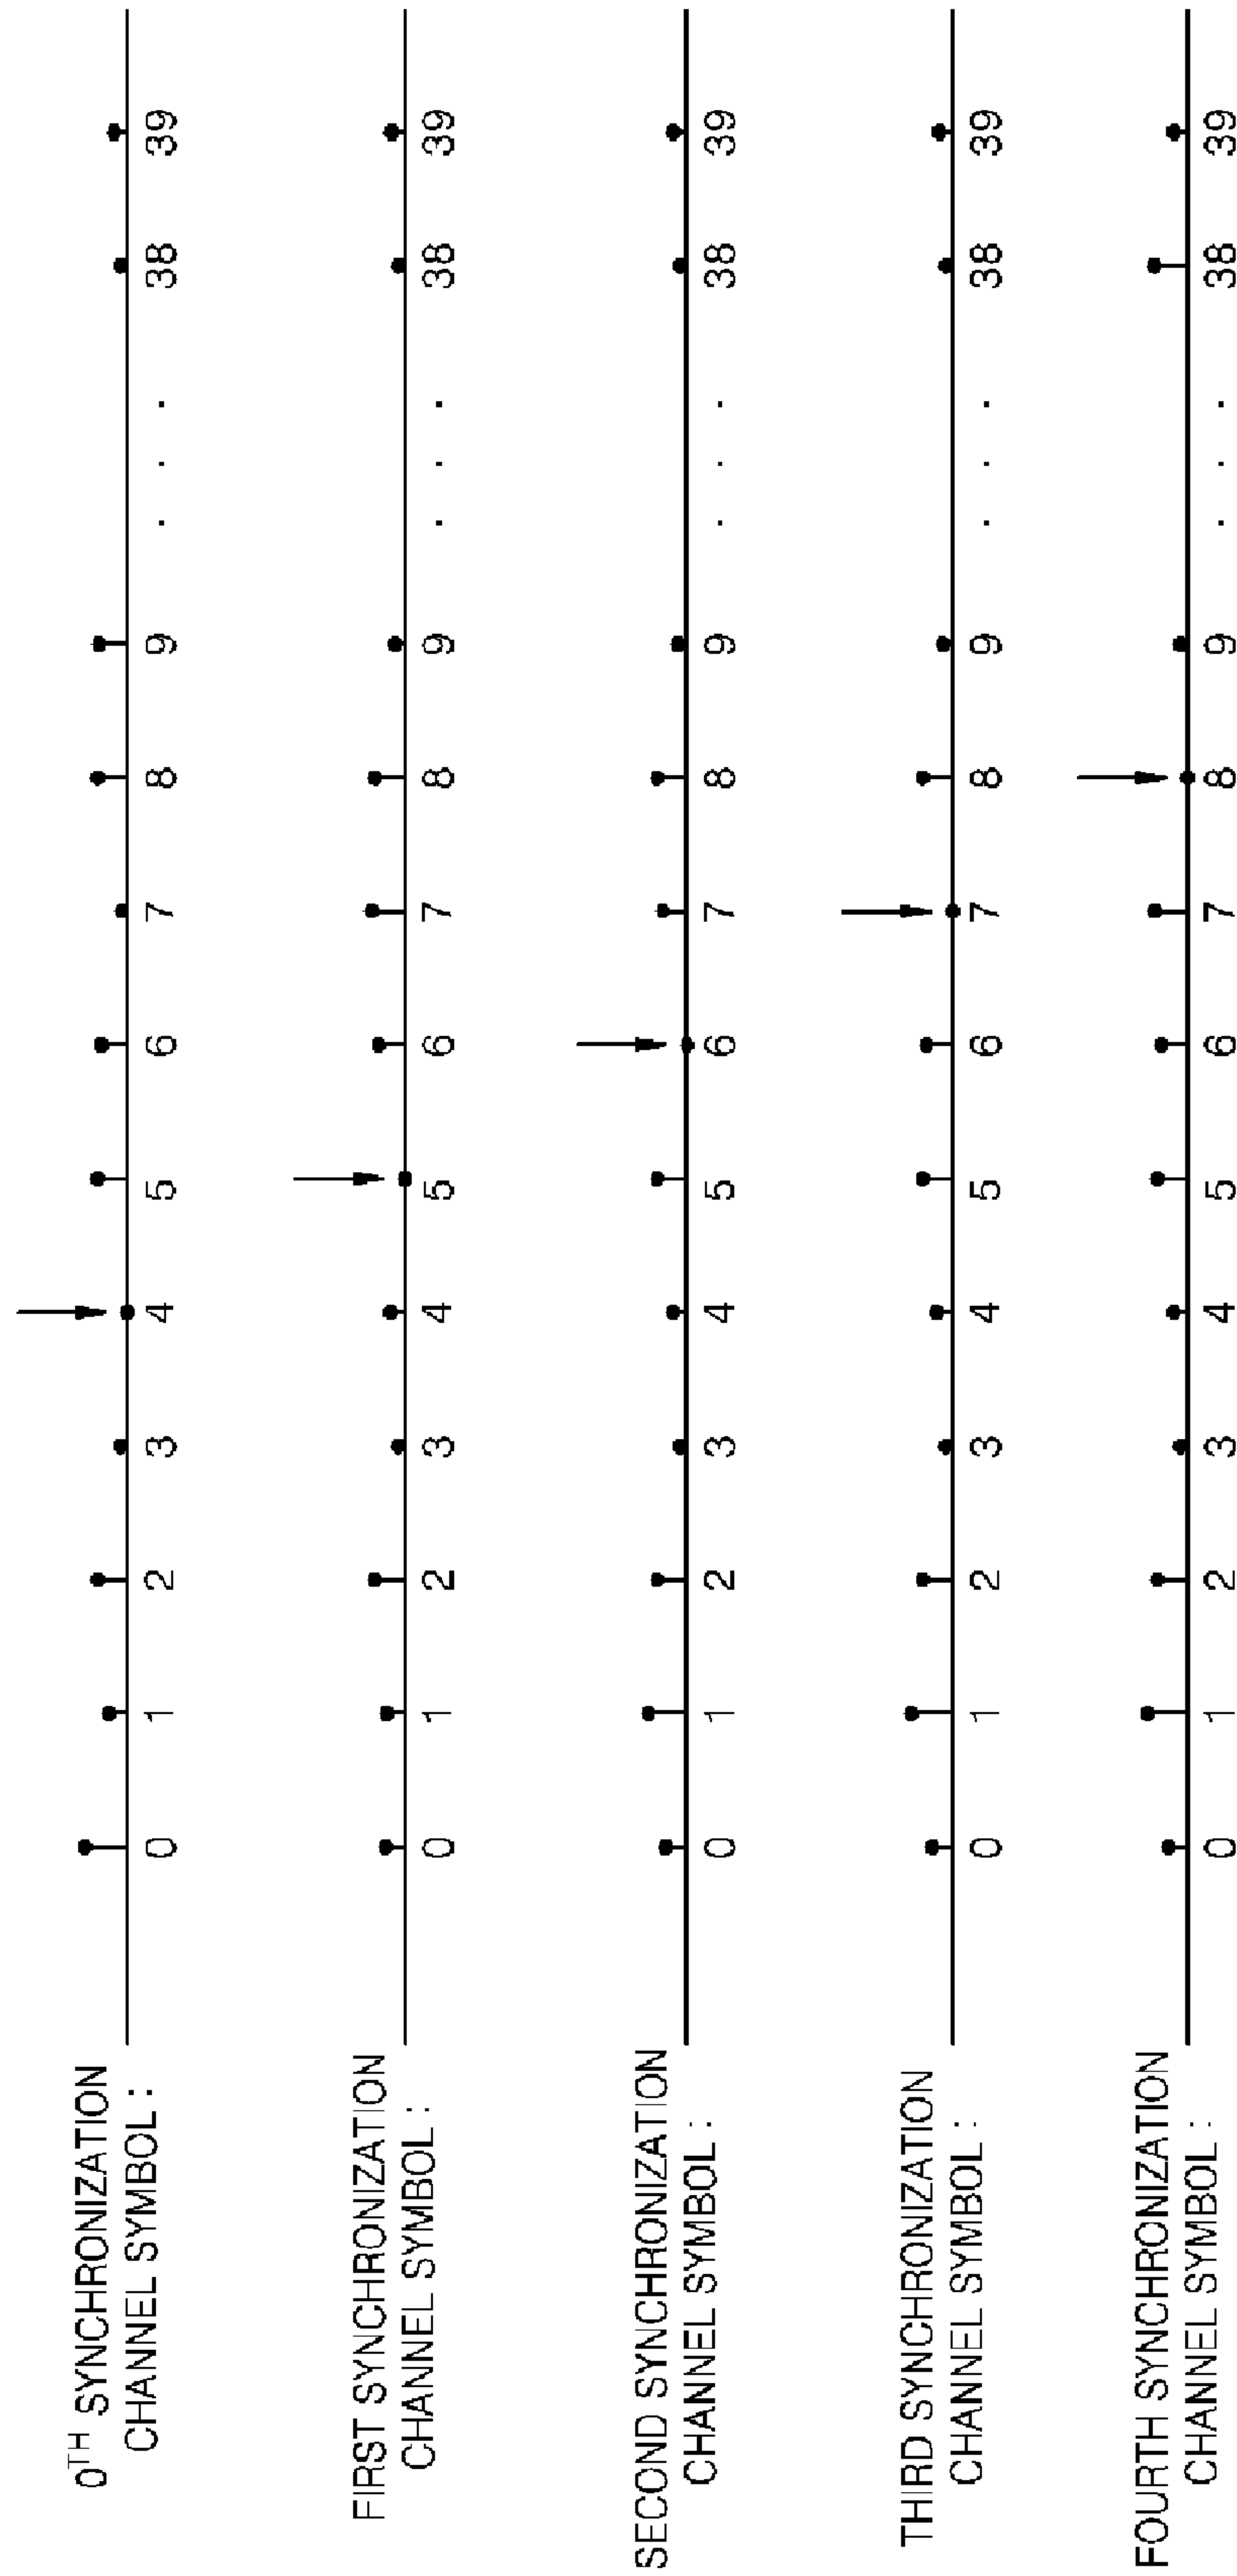 0TH SYNCHRONIZATION
CHANNEL SYMBOL :
0 1 2 3 4 5 6 7 8 9 . . . 38 39
FIRST SYNCHRONIZATION
CHANNEL SYMBOL :
0 1 2 3 4 5 6 7 8 9 . . . 38 39
SECOND SYNCHRONIZATION
CHANNEL SYMBOL :
0 1 2 3 4 5 6 7 8 9 . . . 38 39
THIRD SYNCHRONIZATION
CHANNEL SYMBOL :
0 1 2 3 4 5 6 7 8 9 . . . 38 39
FOURTH SYNCHRONIZATION
CHANNEL SYMBOL :
0 1 2 3 4 5 6 7 8 9 . . . 38 39